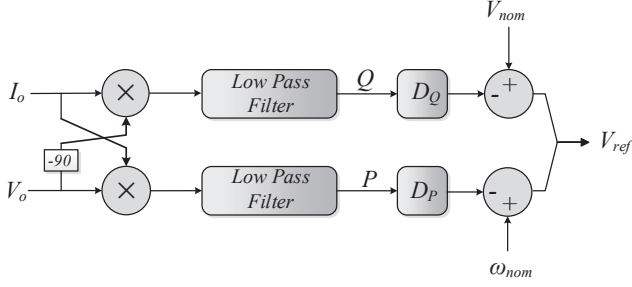 V_nom
I_o
×
Low Pass
Filter
Q
D_Q
- +
-90
V_ref
V_o
×
Low Pass
Filter
P
D_P
- +
ω_nom